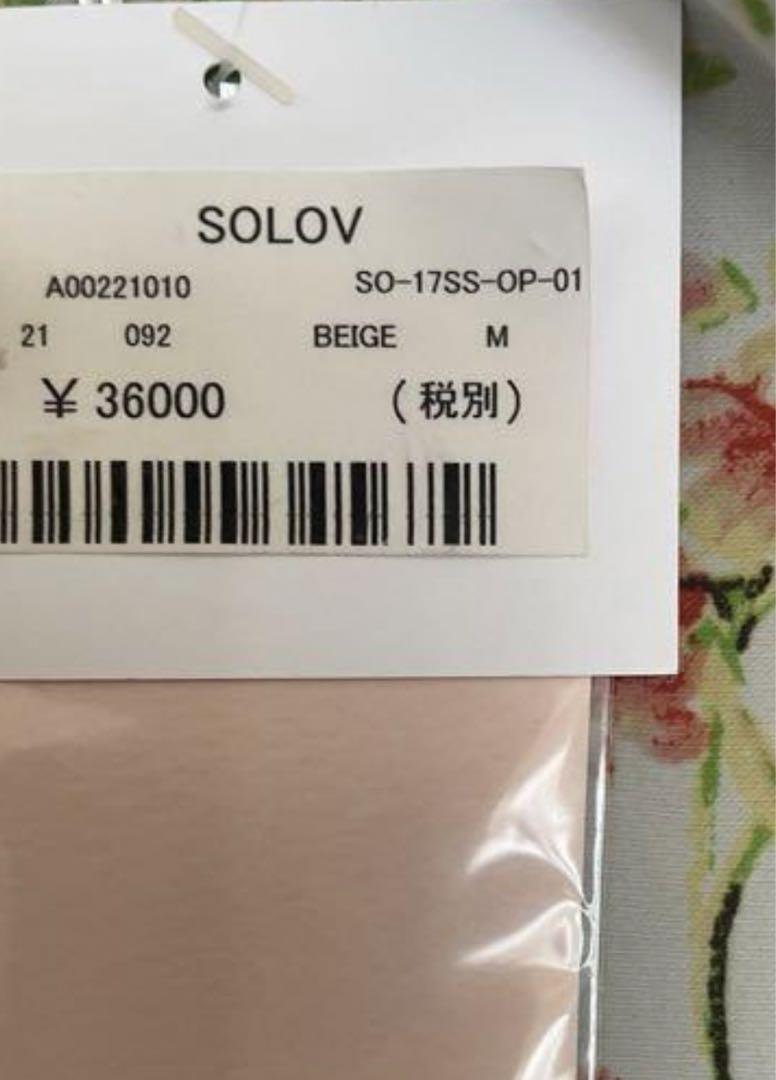 SOLOV
A00221010 SO-17SS-OP-01
21 092 BEIGE M
¥ 36000 (税別)